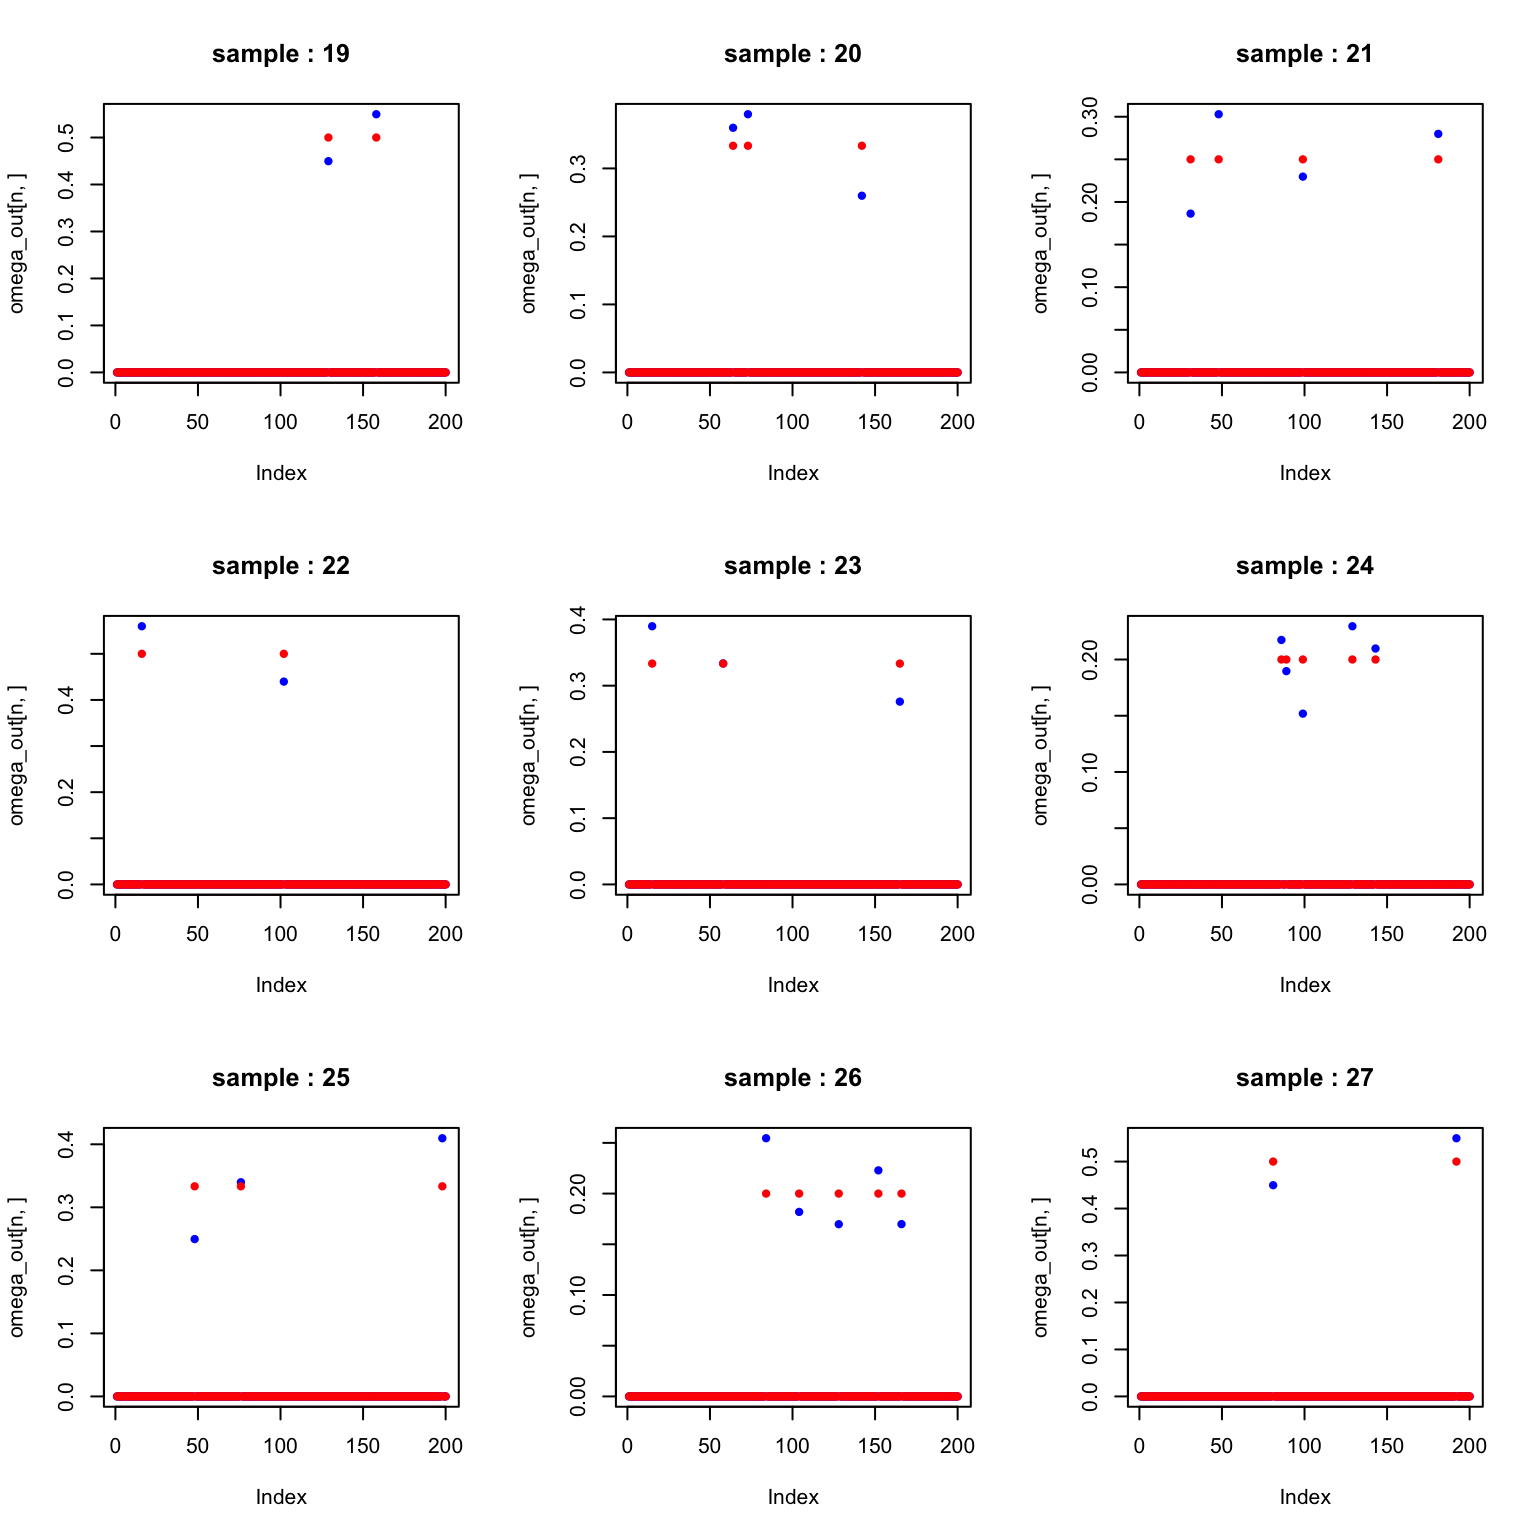 sample : 19
omega_out[n, ]
0.0 0.1 0.2 0.3 0.4 0.5
0 50 100 150 200
Index
sample : 20
omega_out[n, ]
0.0 0.1 0.2 0.3
0 50 100 150 200
Index
sample : 21
omega_out[n, ]
0.00 0.10 0.20 0.30
0 50 100 150 200
Index
sample : 22
omega_out[n, ]
0.0 0.2 0.4
0 50 100 150 200
Index
sample : 23
omega_out[n, ]
0.0 0.1 0.2 0.3 0.4
0 50 100 150 200
Index
sample : 24
omega_out[n, ]
0.00 0.10 0.20
0 50 100 150 200
Index
sample : 25
omega_out[n, ]
0.0 0.1 0.2 0.3 0.4
0 50 100 150 200
Index
sample : 26
omega_out[n, ]
0.00 0.10 0.20
0 50 100 150 200
Index
sample : 27
omega_out[n, ]
0.0 0.1 0.2 0.3 0.4 0.5
0 50 100 150 200
Index